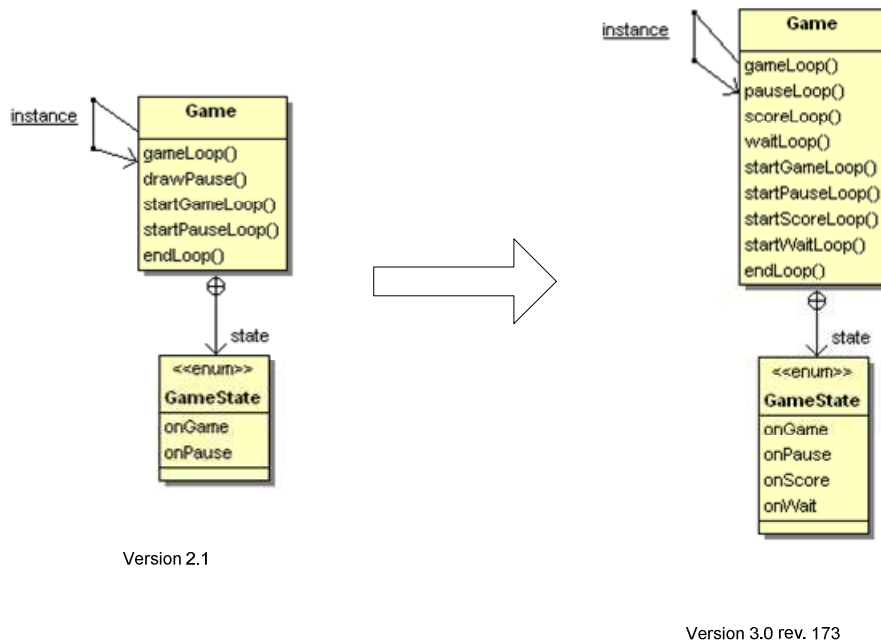 instance
Game
gameLoop()
drawPause()
startGameLoop()
startPauseLoop()
endLoop()
state
<<enum>>
GameState
onGame
onPause
Version 2.1
instance
Game
gameLoop()
pauseLoop()
scoreLoop()
waitLoop()
startGameLoop()
startPauseLoop()
startScoreLoop()
startWaitLoop()
endLoop()
state
<<enum>>
GameState
onGame
onPause
onScore
onWait
Version 3.0 rev. 173